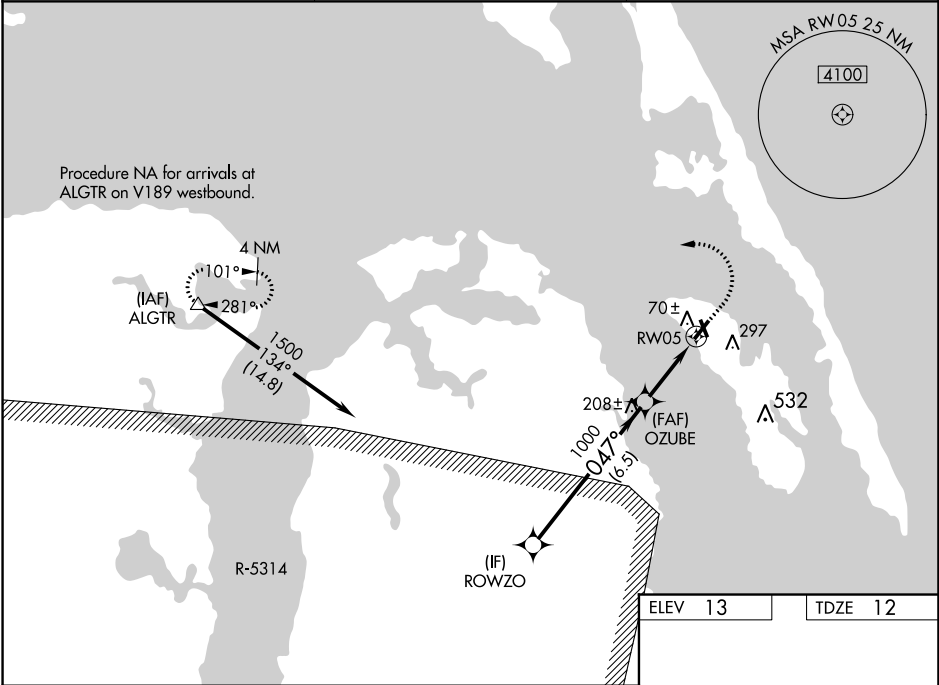 MSA RW05 25 NM
4100
Procedure NA for arrivals at
ALGTR on V189 westbound.
4 NM
101°
281°
(IAF)
ALGTR
1500
134°
(14.8)
70±
RW05
297
208±
(FAF)
OZUBE
532
1000
047°
(6.5)
(IF)
ROWZO
R-5314
ELEV 13
TDZE 12